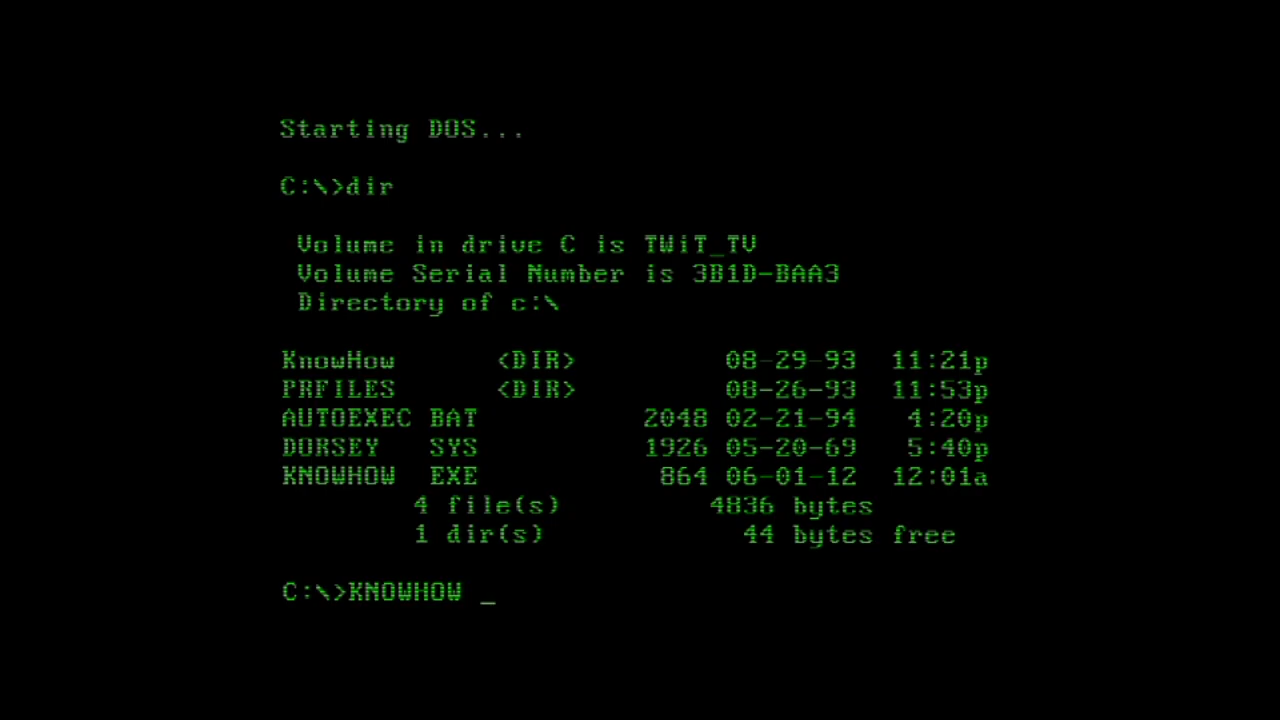 Starting DOS...
C:\>dir
Volume in drive C is TWiT_TV
Volume Serial Number is 3B1D-BAA3
Directory of c:\
KnowHow <DIR> 08-29-93 11:21p
PRFILES <DIR> 08-26-93 11:53p
AUTOEXEC BAT 2048 02-21-94 4:20p
DORSEY SYS 1926 05-20-69 5:40p
KNOWHOW EXE 864 06-01-12 12:01a
4 file(s) 4836 bytes
1 dir(s) 44 bytes free
C:\>KNOWHOW _